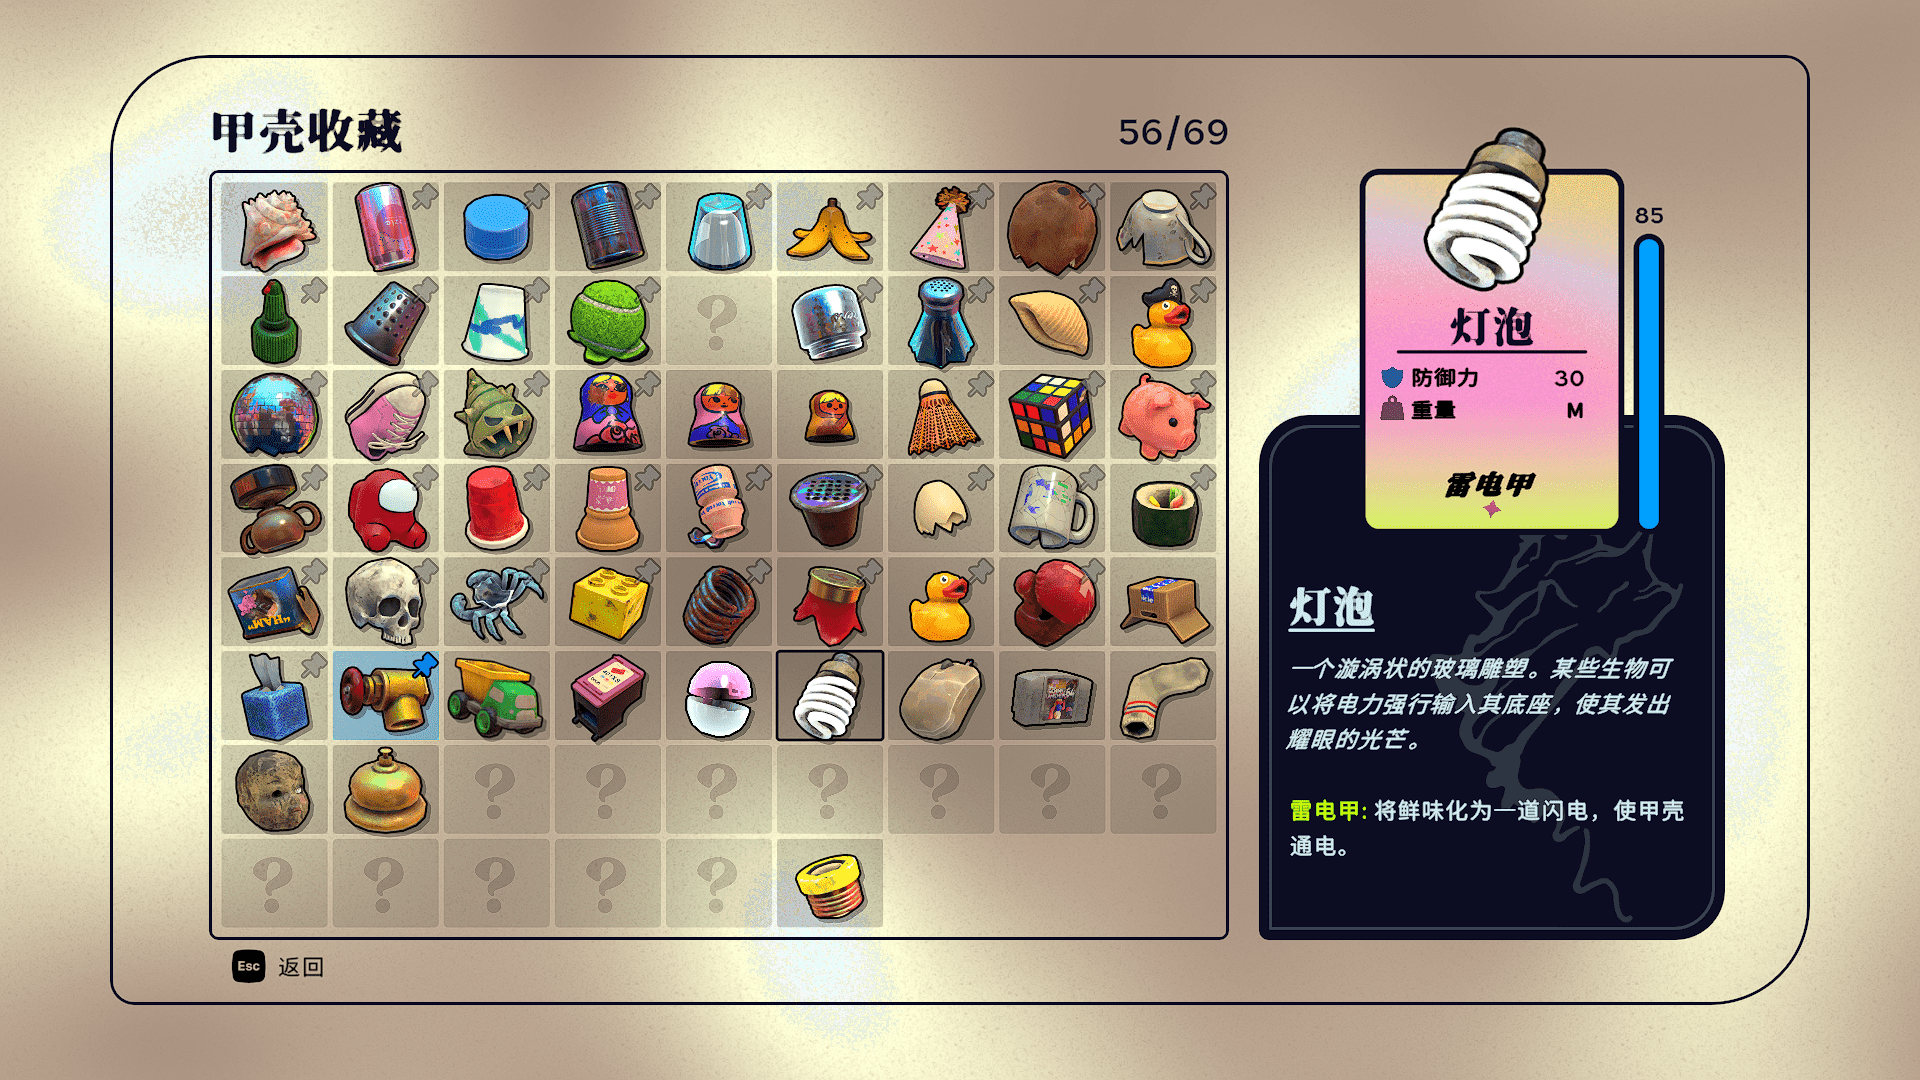 甲壳收藏
56/69
85
灯泡
防御力 30
重量 M
雷电甲
灯泡
一个漩涡状的玻璃雕塑。某些生物可
以将电力强行输入其底座，使其发出
耀眼的光芒。
雷电甲: 将鲜味化为一道闪电，使甲壳
通电。
? 
? ? ? ? ? ? ?
? ? ? ? ?
"HAM"
Esc 返回